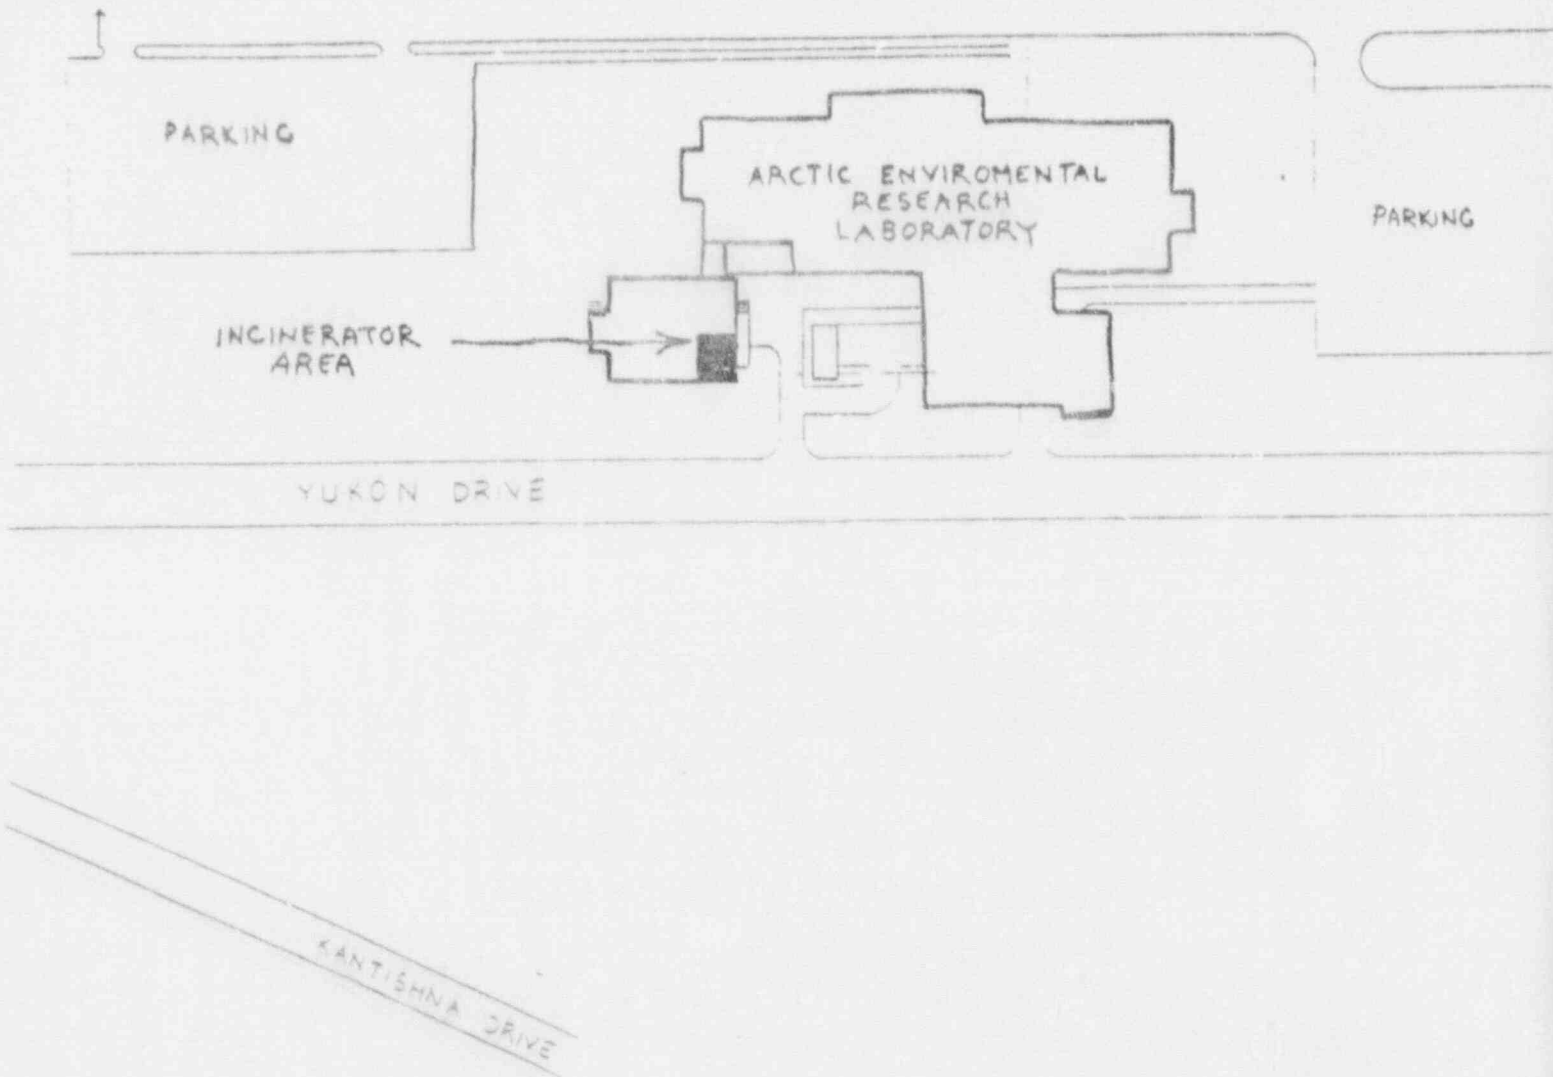 PARKING
ARCTIC ENVIROMENTAL
RESEARCH
LABORATORY
PARKING
INCINERATOR
AREA
YUKON DRIVE
KANTISHNA DRIVE